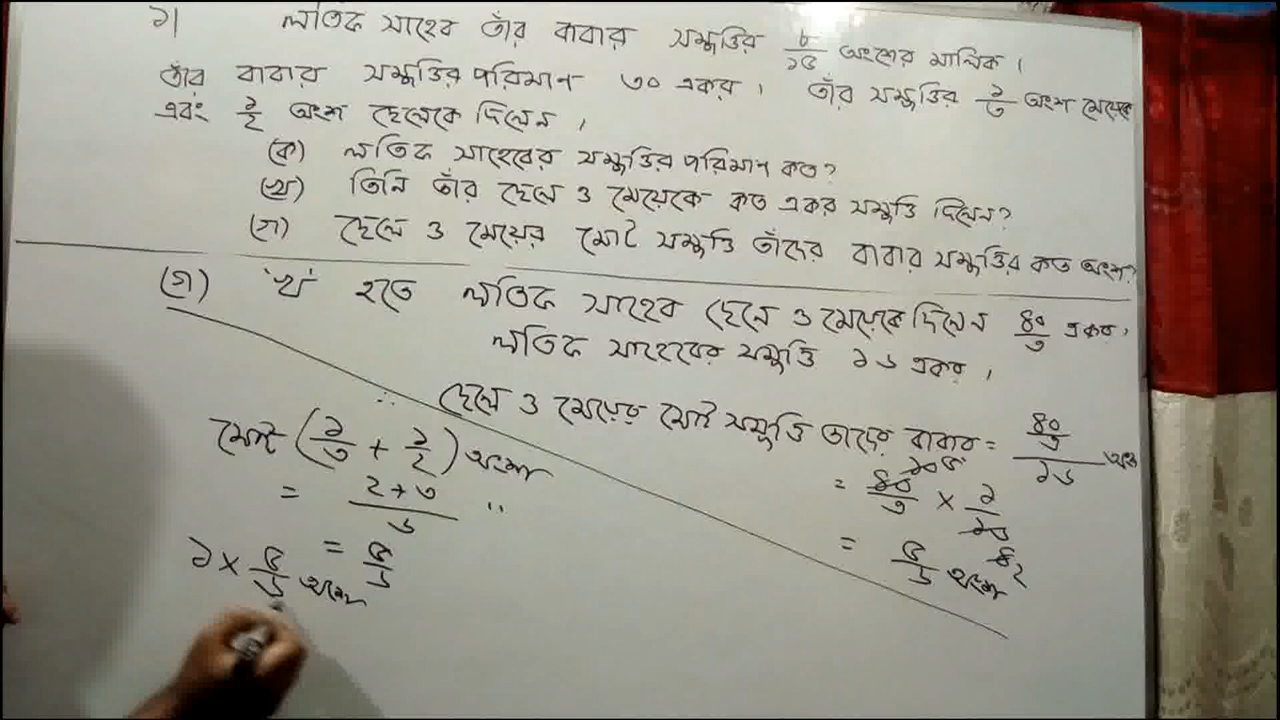 ১। লতিফ সাহেব তাঁর বাবার সম্পত্তির ৮/১৫ অংশের মালিক।
তাঁর বাবার সম্পত্তির পরিমান ৩০ একর। তাঁর সম্পত্তির ১/৩ অংশ মেয়েকে
এবং ১/২ অংশ ছেলেকে দিলেন।
(ক) লতিফ সাহেবের সম্পত্তির পরিমান কত?
(খ) তিনি তাঁর ছেলে ও মেয়েকে কত একর সম্পত্তি দিলেন?
(গ) ছেলে ও মেয়ের মোট সম্পত্তি তাঁদের বাবার সম্পত্তির কত অংশ?
(গ) 'খ' হতে লতিফ সাহেব ছেলে ও মেয়েকে দিলেন ৪০/৩ একর।
লতিফ সাহেবের সম্পত্তি ১৬ একর।
∴ ছেলে ও মেয়ের মোট সম্পত্তি তাদের বাবার = ৪০/৩ / ১৬ অংশ
= ৪০/৩ × ১/১৬
= ৫/৬ অংশ
মোট (১/৩ + ১/২) অংশ
= ২+৩ / ৬
= ৫/৬
১ × ৫/৬ অংশ